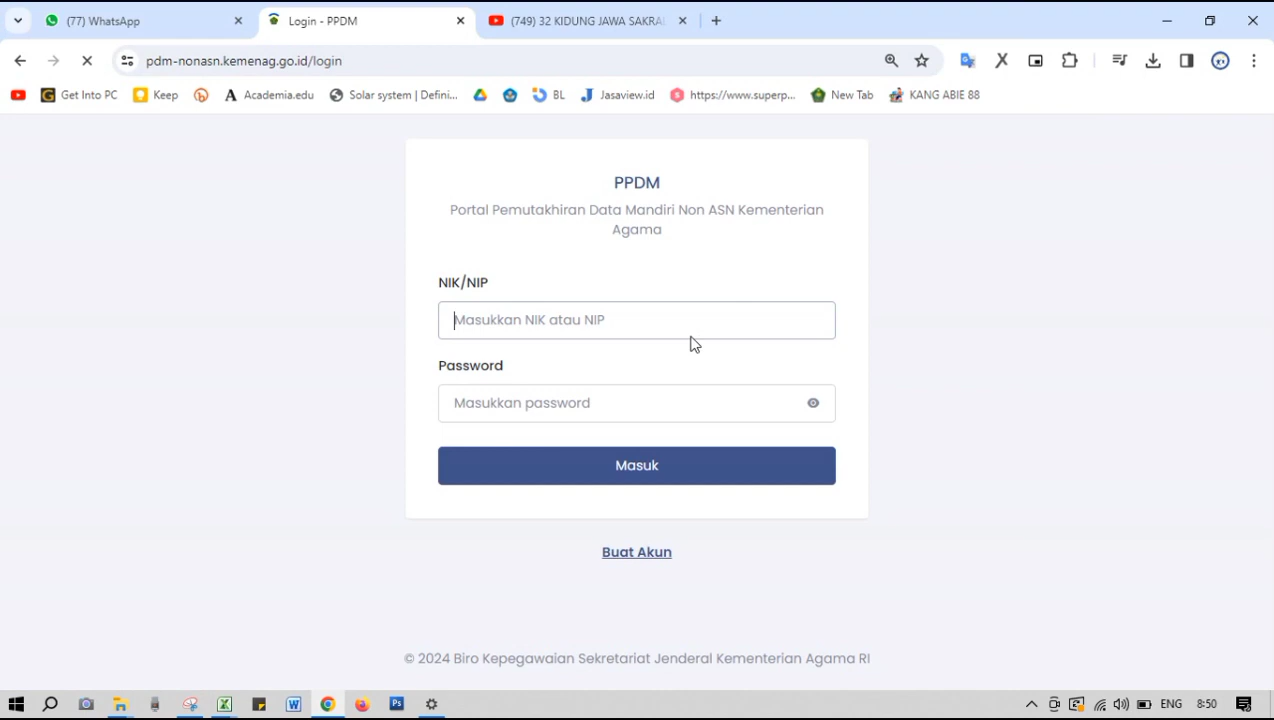 (77) WhatsApp
Login - PPDM
(749) 32 KIDUNG JAWA SAKRAL
pdm-nonasn.kemenag.go.id/login
Get Into PC
Keep
Academia.edu
Solar system | Defini...
BL
Jasaview.id
https://www.superp...
New Tab
KANG ABIE 88
PPDM
Portal Pemutakhiran Data Mandiri Non ASN Kementerian
Agama
NIK/NIP
Masukkan NIK atau NIP
Password
Masukkan password
Masuk
Buat Akun
© 2024 Biro Kepegawaian Sekretariat Jenderal Kementerian Agama RI
ENG
8:50